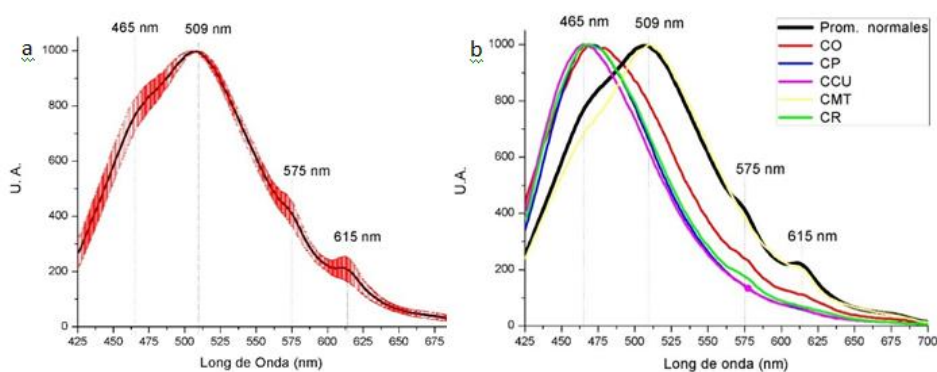 a
465 nm
509 nm
575 nm
615 nm
1000
800
600
400
200
0
U. A.
425 450 475 500 525 550 575 600 625 650 675
Long de Onda (nm)
b
465 nm
509 nm
Prom. normales
CO
CP
CCU
CMT
CR
575 nm
615 nm
1000
800
600
400
200
0
U.A.
425 450 475 500 525 550 575 600 625 650 675 700
Long de onda (nm)